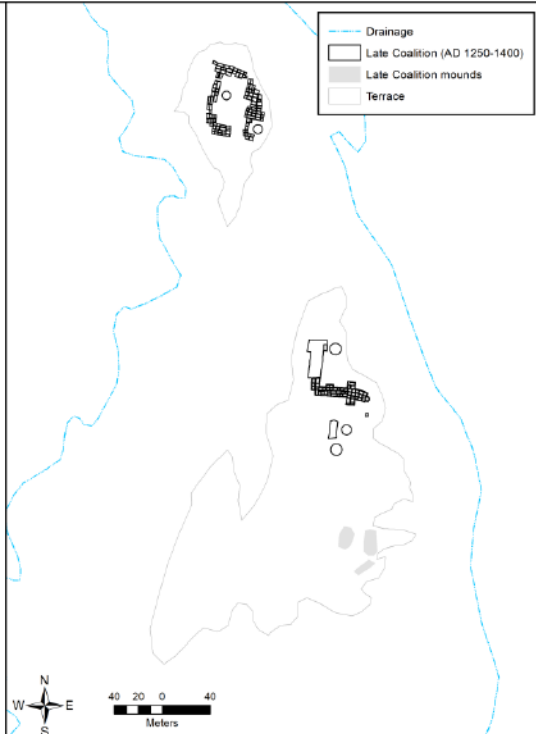 Drainage
Late Coalition (AD 1250-1400)
Late Coalition mounds
Terrace
N
W E
S
40 20 0 40
Meters